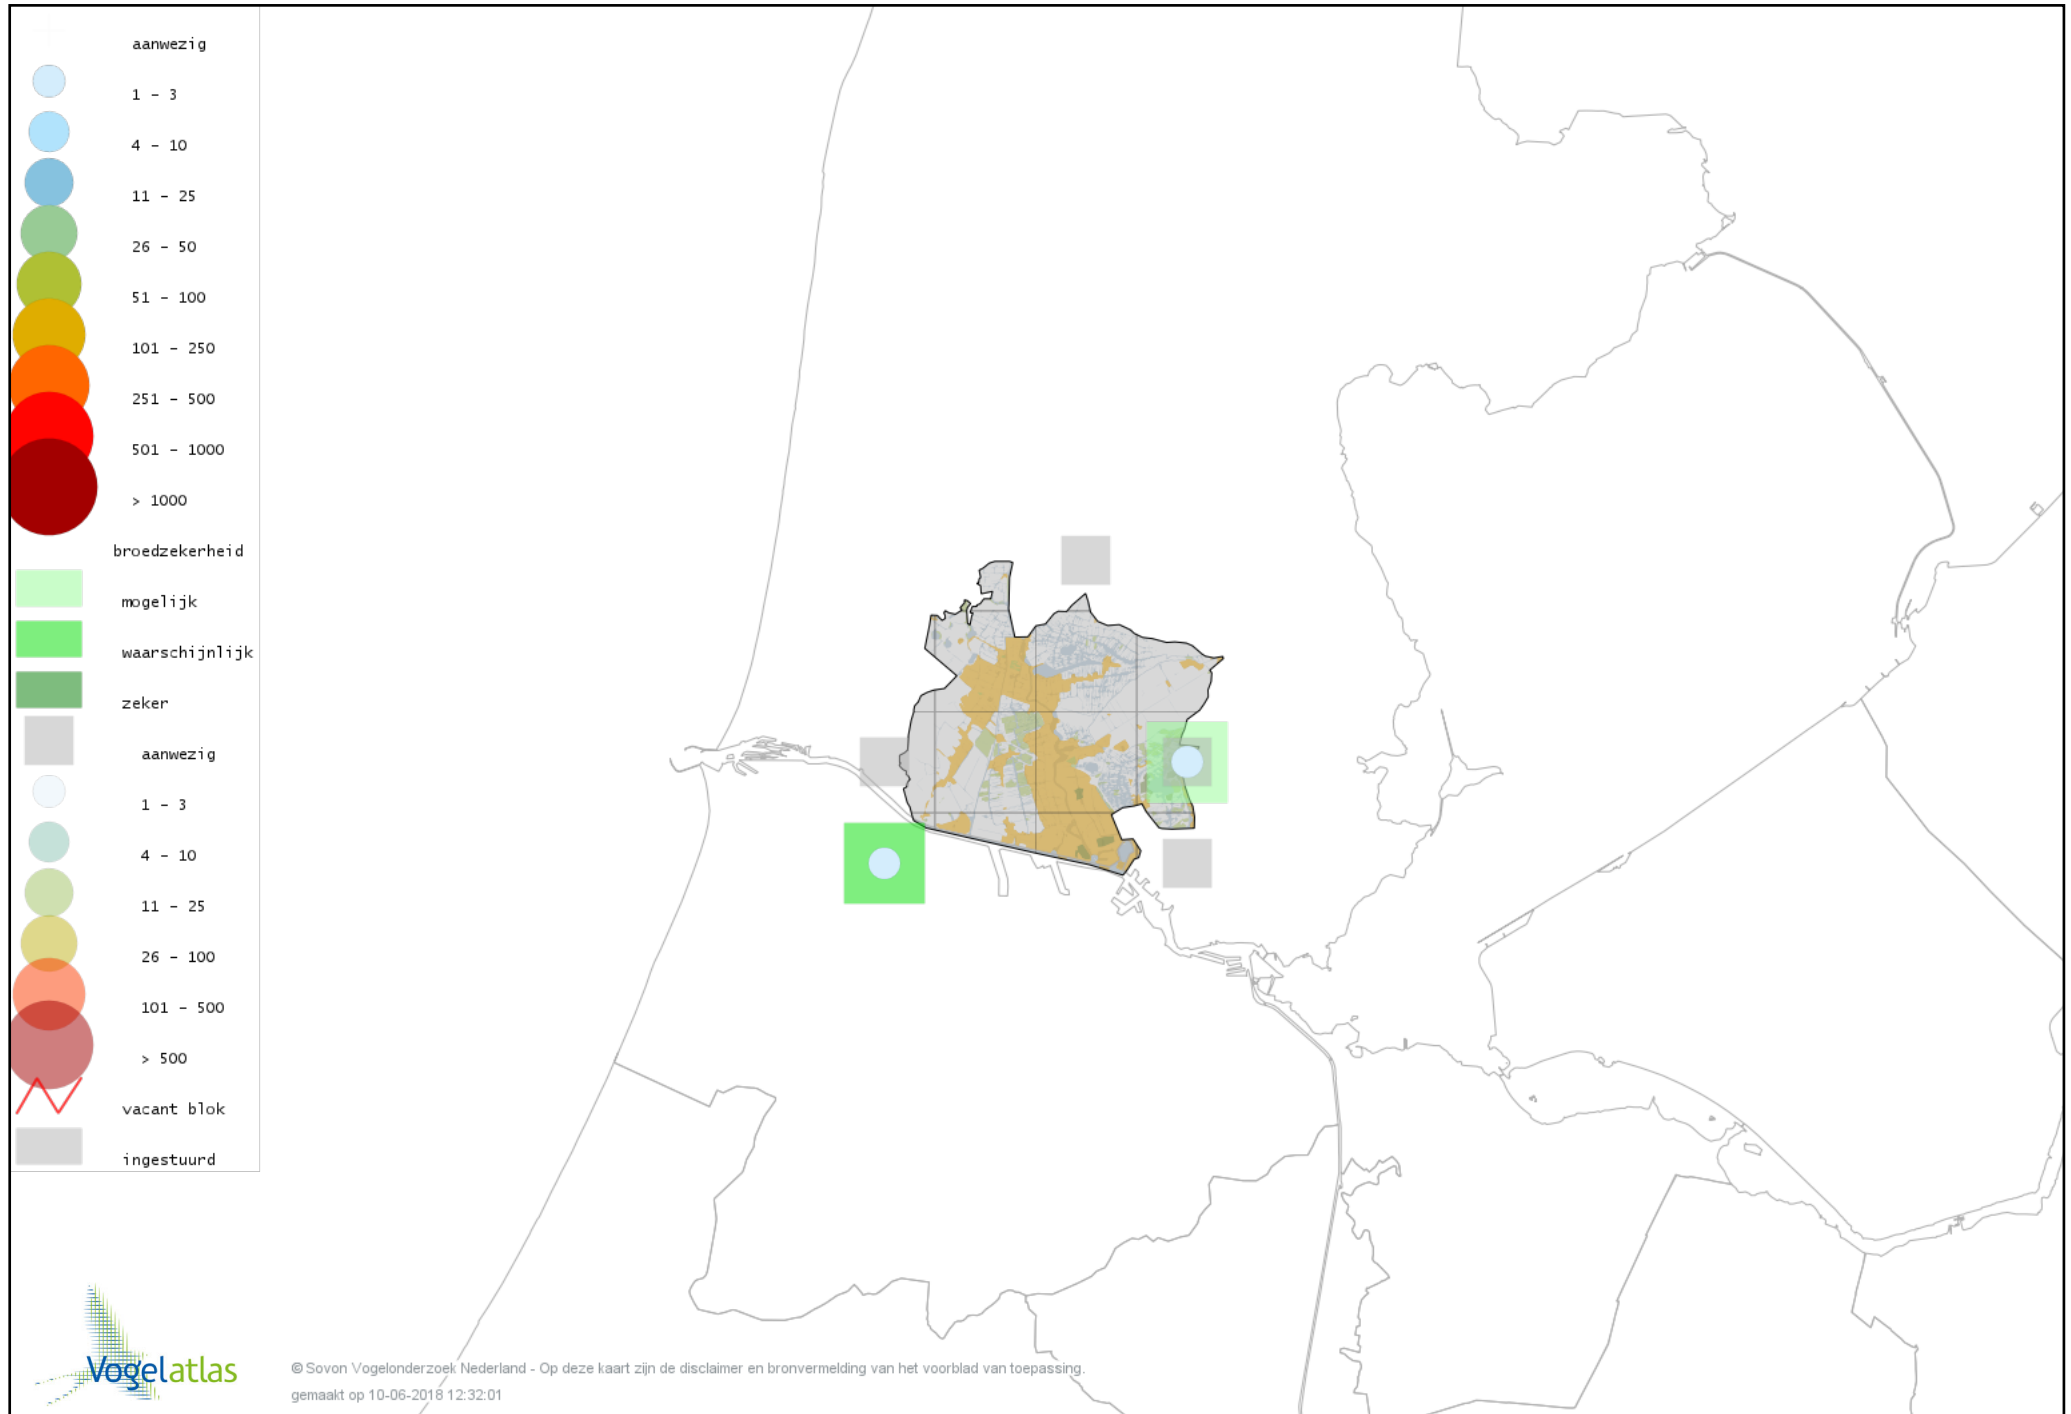 aanwezig
1 - 3
4 - 10
11 - 25
26 - 50
51 - 100
101 - 250
251 - 500
501 - 1000
> 1000
broedzekerheid
mogelijk
waarschijnlijk
zeker
aanwezig
1 - 3
4 - 10
11 - 25
26 - 100
101 - 500
> 500
vacant blok
ingestuurd
Vogelatlas
© Sovon Vogelonderzoek Nederland - Op deze kaart zijn de disclaimer en bronvermelding van het voorblad van toepassing.
gemaakt op 10-06-2018 12:32:01